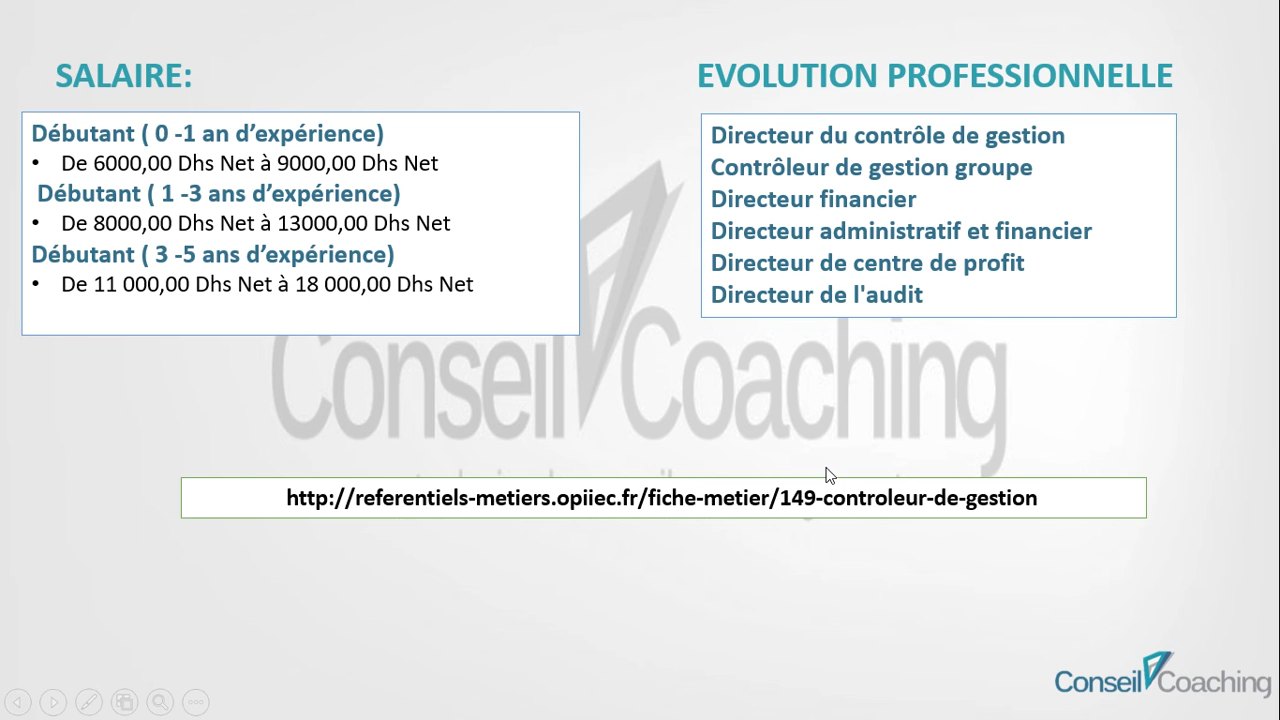 SALAIRE:
Débutant ( 0 -1 an d’expérience)
• De 6000,00 Dhs Net à 9000,00 Dhs Net
Débutant ( 1 -3 ans d’expérience)
• De 8000,00 Dhs Net à 13000,00 Dhs Net
Débutant ( 3 -5 ans d’expérience)
• De 11 000,00 Dhs Net à 18 000,00 Dhs Net
EVOLUTION PROFESSIONNELLE
Directeur du contrôle de gestion
Contrôleur de gestion groupe
Directeur financier
Directeur administratif et financier
Directeur de centre de profit
Directeur de l'audit
Conseil Coaching
http://referentiels-metiers.opiiec.fr/fiche-metier/149-controleur-de-gestion
Conseil Coaching